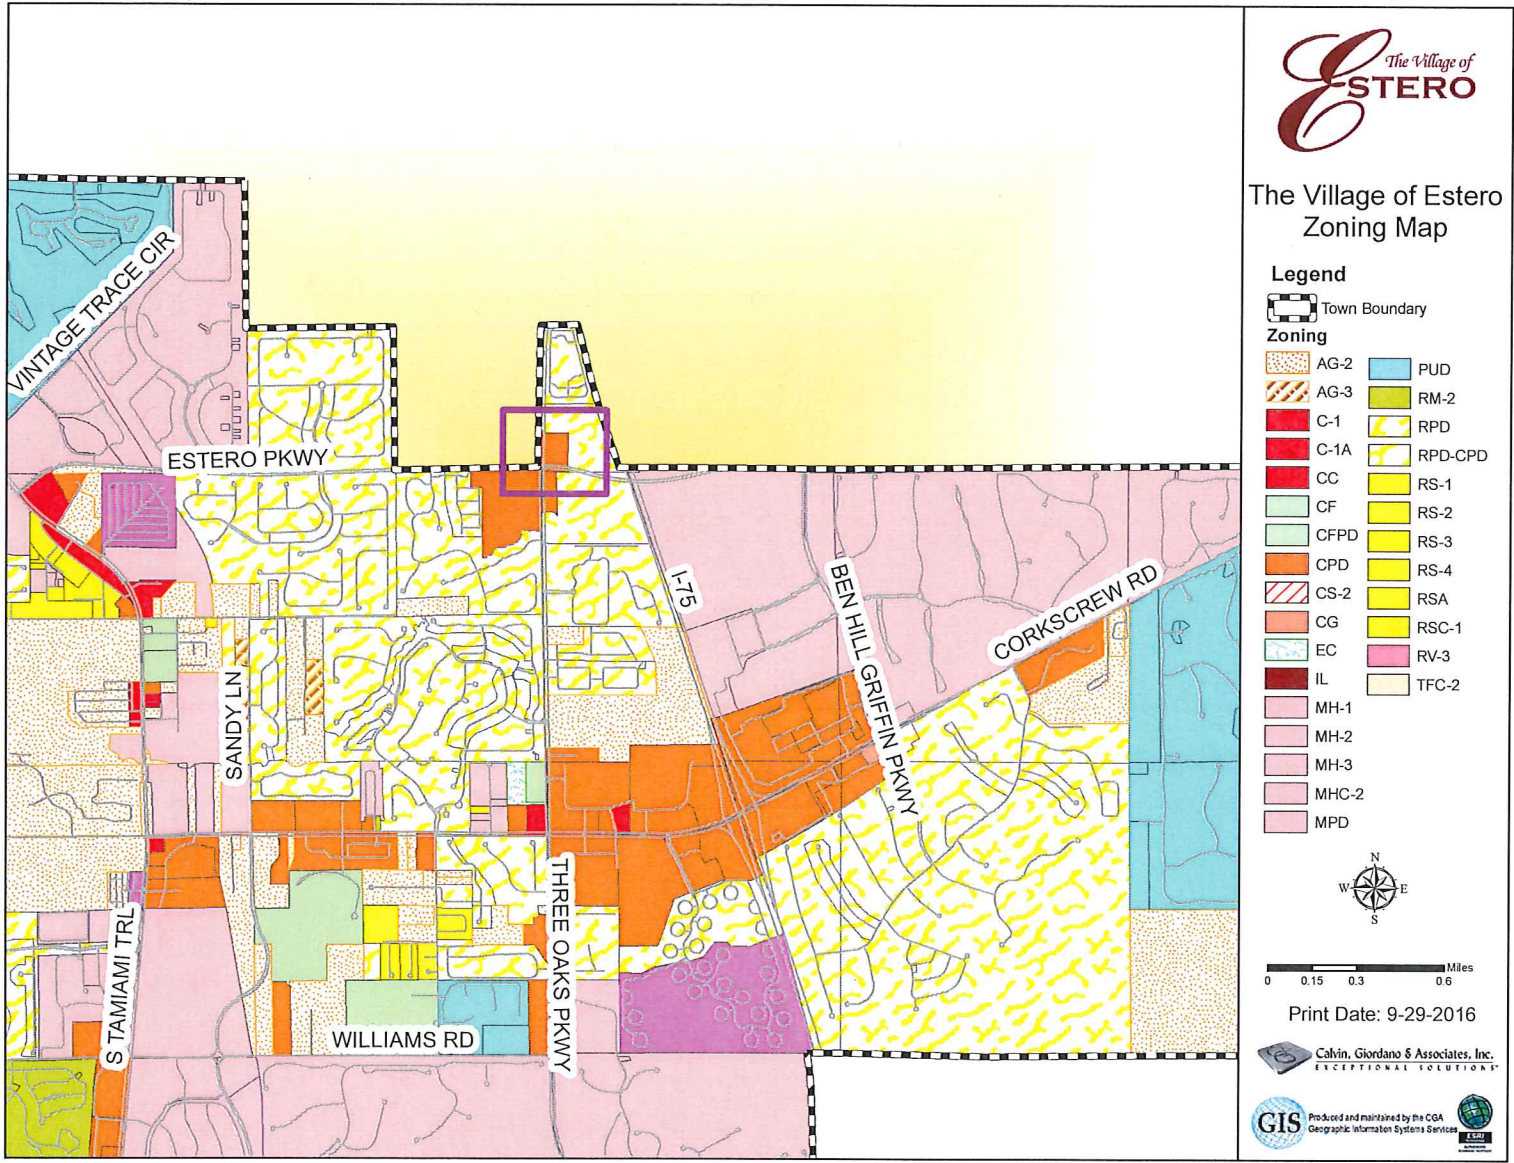 The Village of
ESTERO
The Village of Estero
Zoning Map
Legend
Town Boundary
Zoning
AG-2
AG-3
C-1
C-1A
CC
CF
CFPD
CPD
CS-2
CG
EC
IL
MH-1
MH-2
MH-3
MHC-2
MPD
PUD
RM-2
RPD
RPD-CPD
RS-1
RS-2
RS-3
RS-4
RSA
RSC-1
RV-3
TFC-2
N
W E
S
Miles
0 0.15 0.3 0.6
Print Date: 9-29-2016
Calvin, Giordano & Associates, Inc.
EXCEPTIONAL SOLUTIONS
GIS
Produced and maintained by the CGA
Geographic Information Systems Services
ESRI
VINTAGE TRACE CIR
ESTERO PKWY
I-75
BEN HILL GRIFFIN PKWY
CORKSCREW RD
SANDY LN
THREE OAKS PKWY
S TAMIAMI TRL
WILLIAMS RD